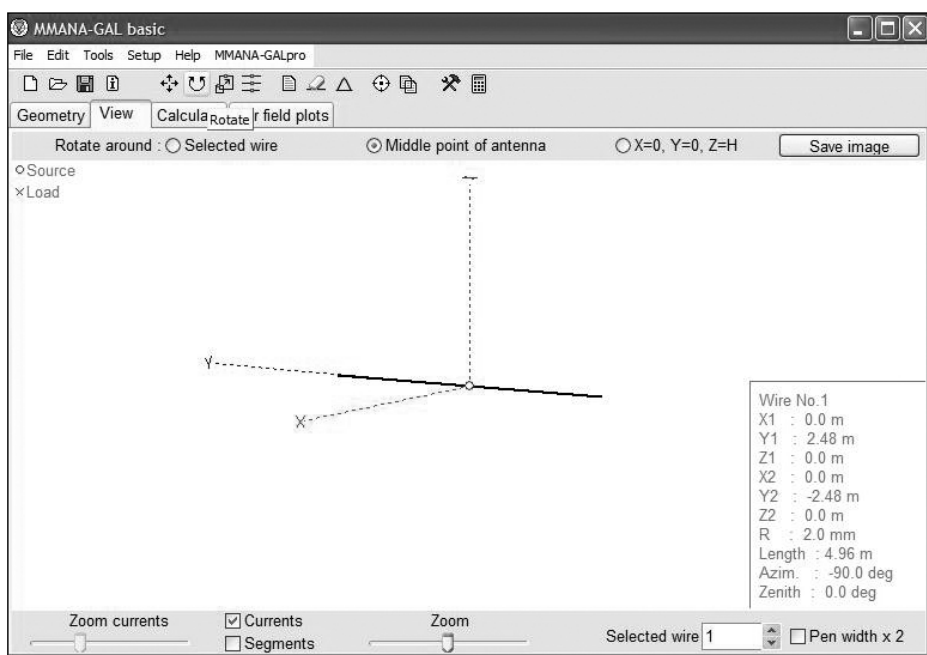 MMANA-GAL basic
File Edit Tools Setup Help MMANA-GALpro
Geometry View Calcula r field plots
Rotate
Rotate around : Selected wire Middle point of antenna X=0, Y=0, Z=H Save image
Source
Load
Y
X
Wire No.1
X1 : 0.0 m
Y1 : 2.48 m
Z1 : 0.0 m
X2 : 0.0 m
Y2 : -2.48 m
Z2 : 0.0 m
R : 2.0 mm
Length : 4.96 m
Azim. : -90.0 deg
Zenith : 0.0 deg
Zoom currents Currents Zoom
Segments Selected wire 1 Pen width x 2